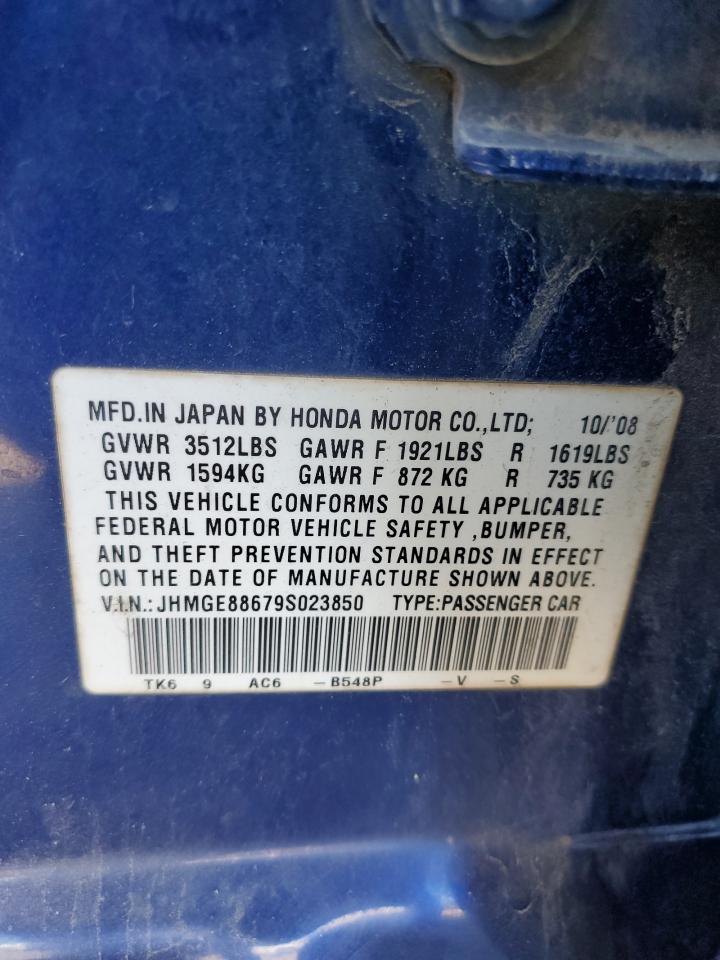 MFD.IN JAPAN BY HONDA MOTOR CO.,LTD; 10/'08
GVWR 3512LBS GAWR F 1921LBS R 1619LBS
GVWR 1594KG GAWR F 872 KG R 735 KG
THIS VEHICLE CONFORMS TO ALL APPLICABLE
FEDERAL MOTOR VEHICLE SAFETY ,BUMPER,
AND THEFT PREVENTION STANDARDS IN EFFECT
ON THE DATE OF MANUFACTURE SHOWN ABOVE.
V.I.N.: JHMGE88679S023850 TYPE:PASSENGER CAR
TK6 9 AC6 -B548P -V -S